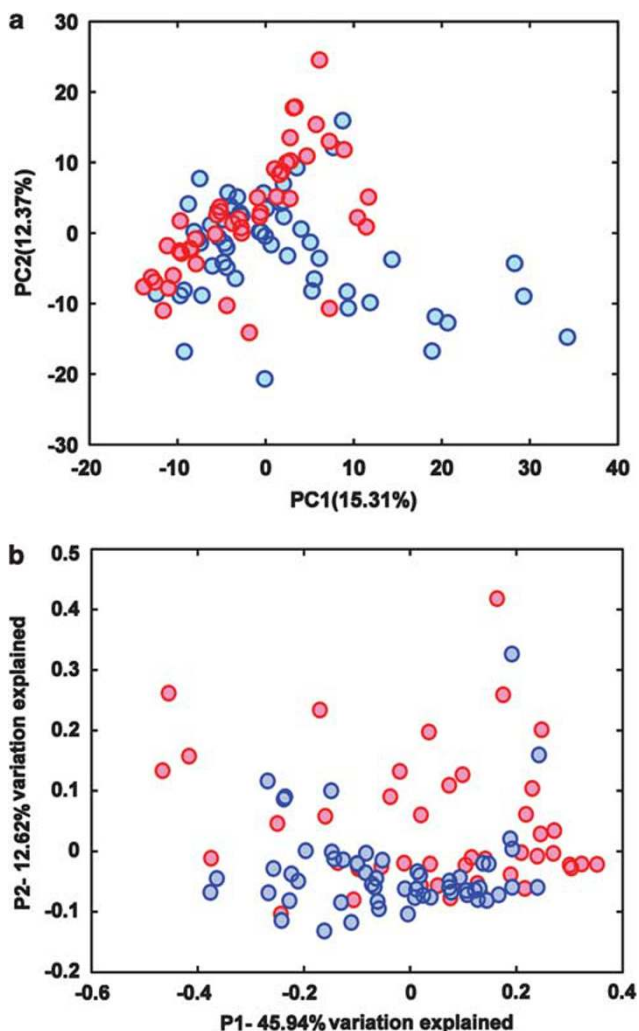 a
30
20
10
0
-10
-20
-30
PC2(12.37%)
-20 -10 0 10 20 30 40
PC1(15.31%)
b
0.5
0.4
0.3
0.2
0.1
0
-0.1
-0.2
P2- 12.62% variation explained
-0.6 -0.4 -0.2 0 0.2 0.4
P1- 45.94% variation explained